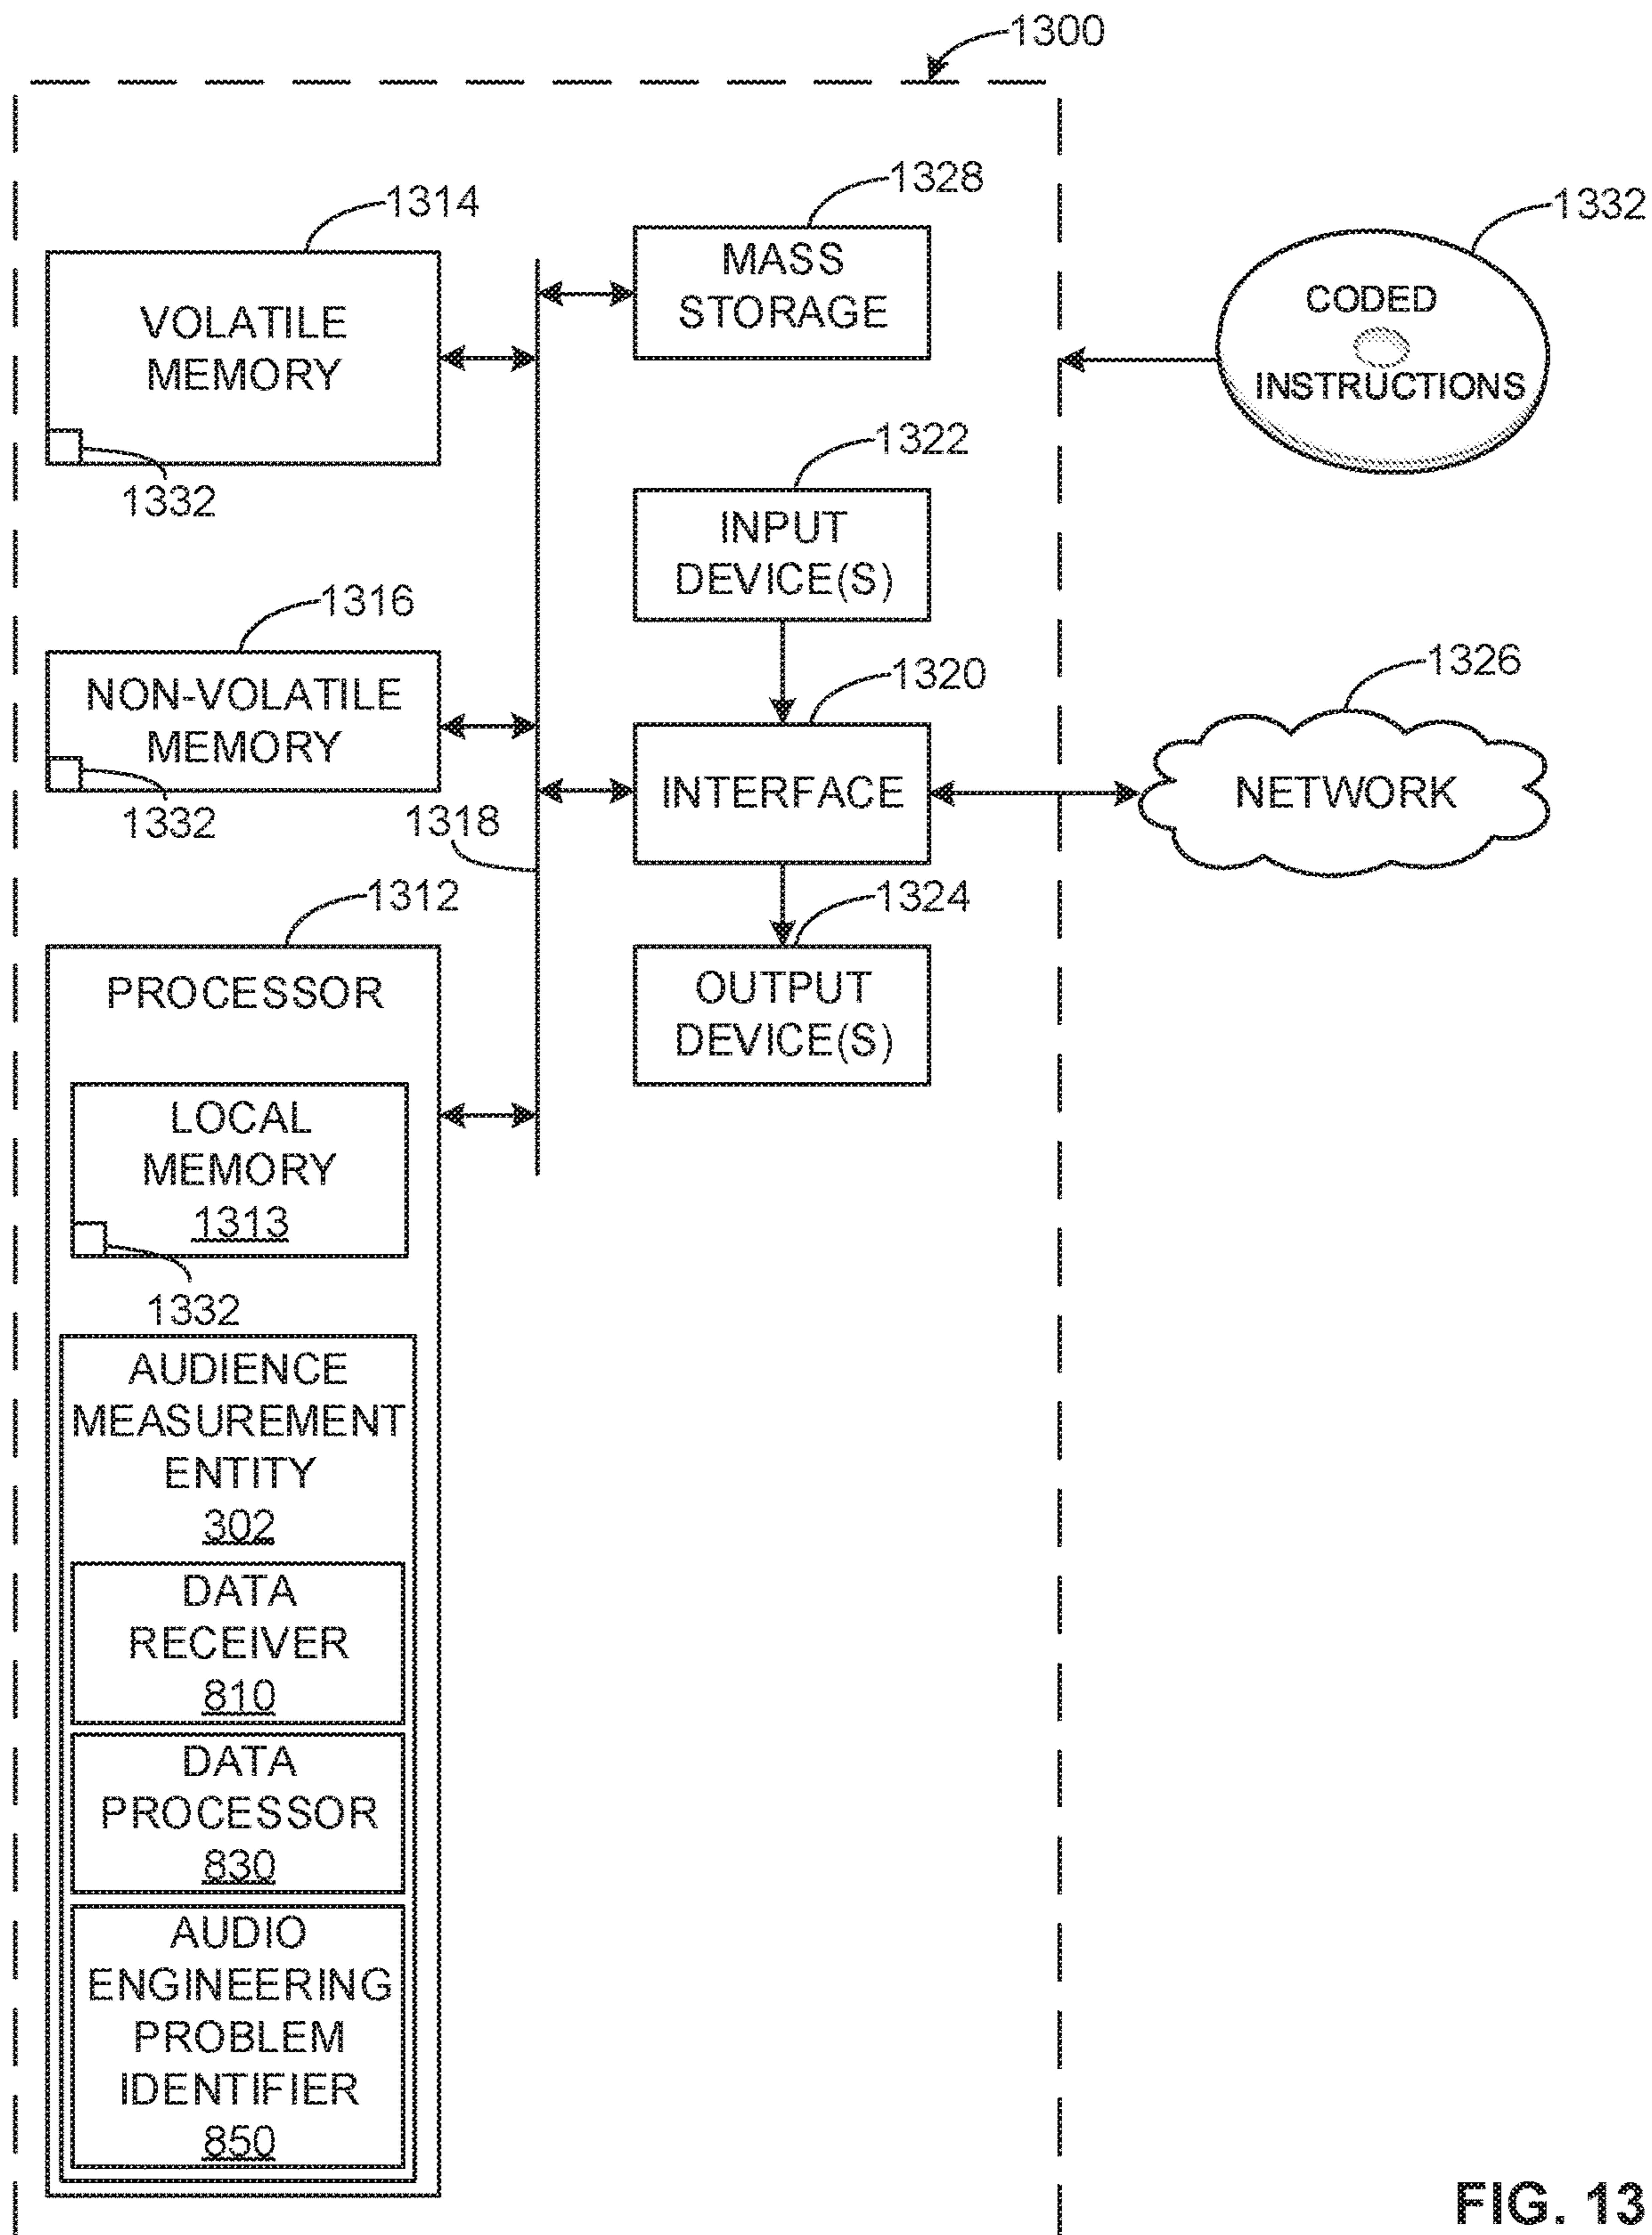 1300
1314
VOLATILE
MEMORY
1332
1328
MASS
STORAGE
1332
CODED
INSTRUCTIONS
1322
INPUT
DEVICE(S)
1316
NON-VOLATILE
MEMORY
1332
1318
1320
INTERFACE
1326
NETWORK
1324
OUTPUT
DEVICE(S)
1312
PROCESSOR
LOCAL
MEMORY
1313
1332
AUDIENCE
MEASUREMENT
ENTITY
302
DATA
RECEIVER
810
DATA
PROCESSOR
830
AUDIO
ENGINEERING
PROBLEM
IDENTIFIER
850
FIG. 13